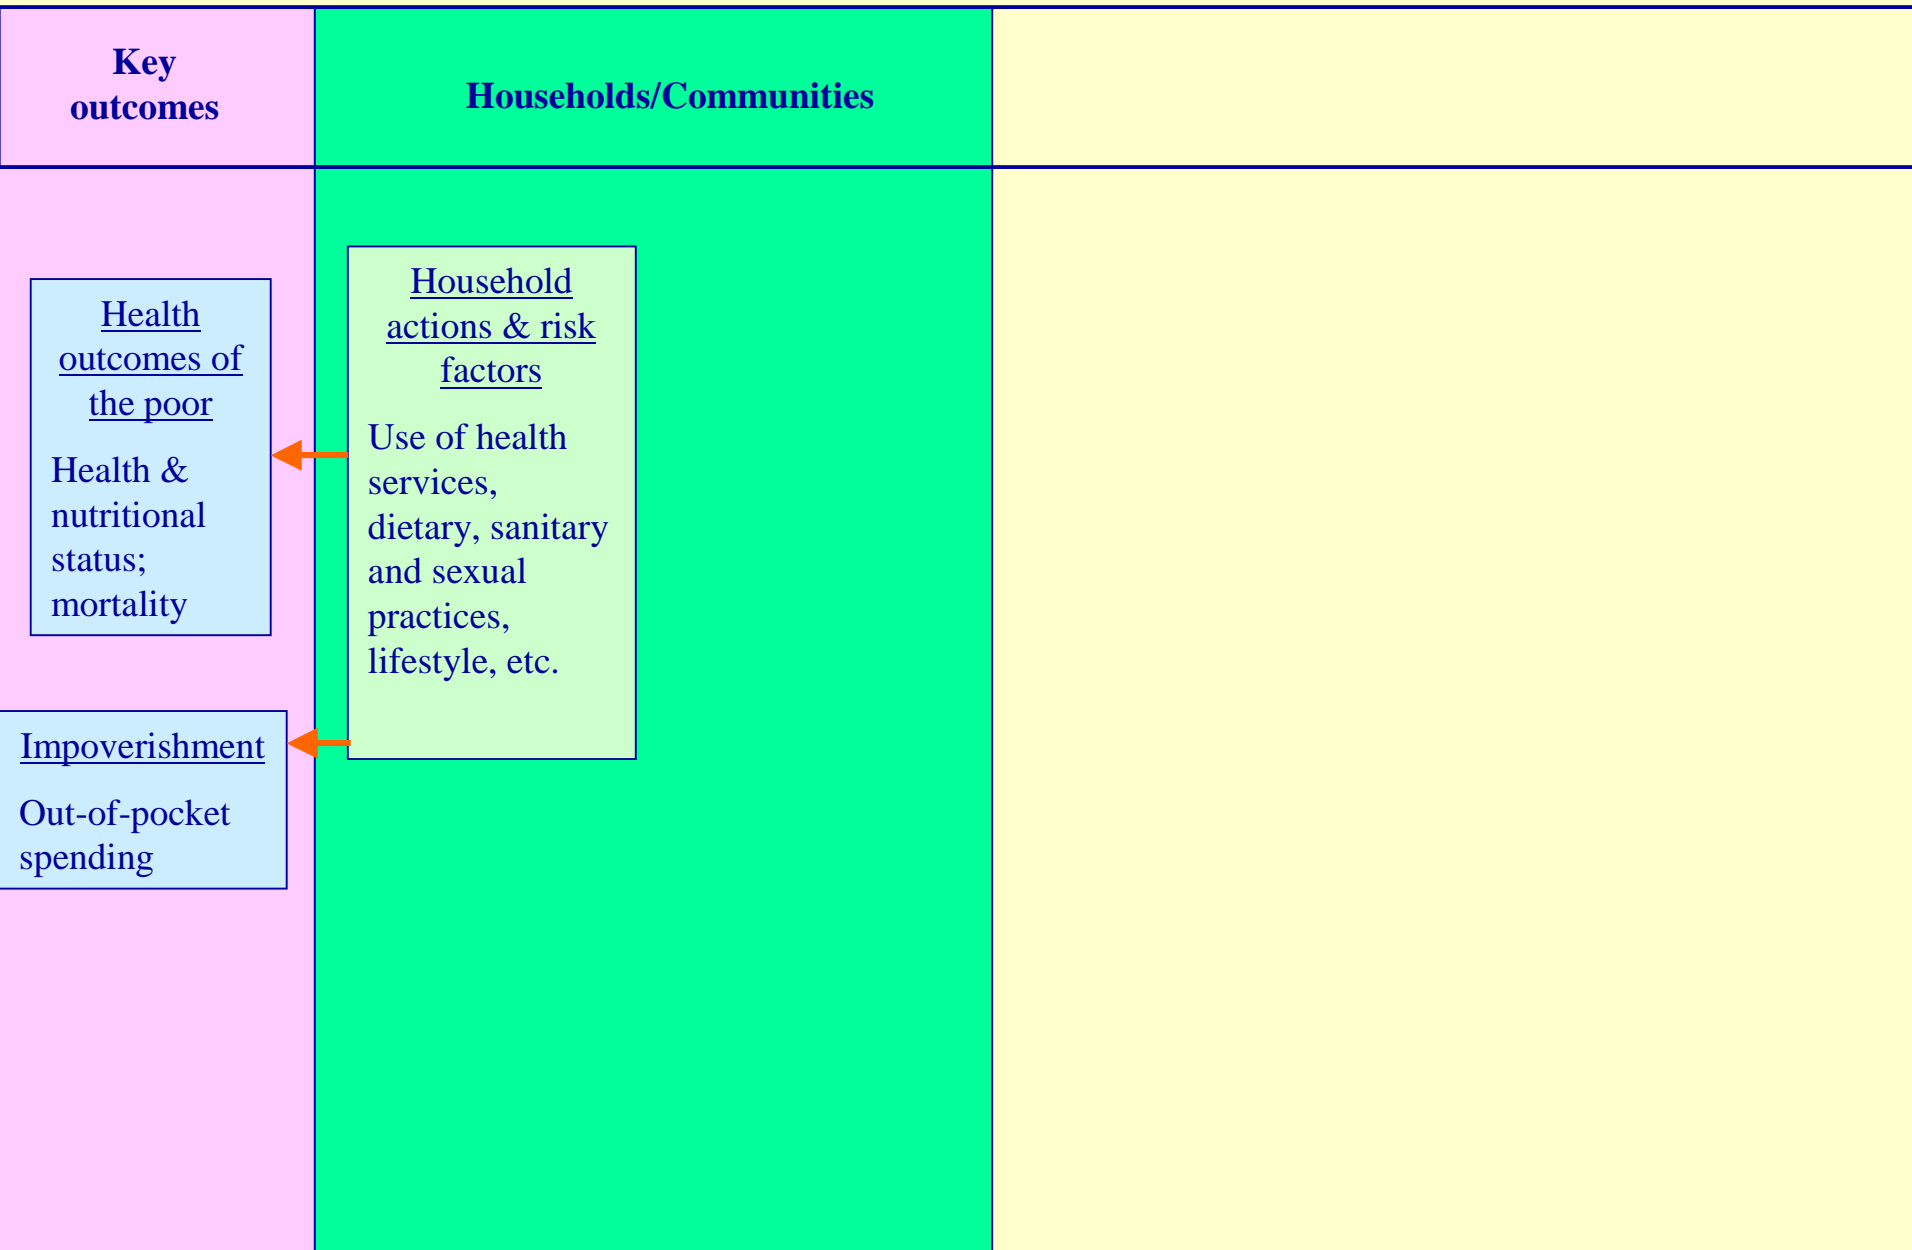 Key
outcomes
Households/Communities
Health
outcomes of
the poor
Health &
nutritional
status;
mortality
Impoverishment
Out-of-pocket
spending
Household
actions & risk
factors
Use of health
services,
dietary, sanitary
and sexual
practices,
lifestyle, etc.